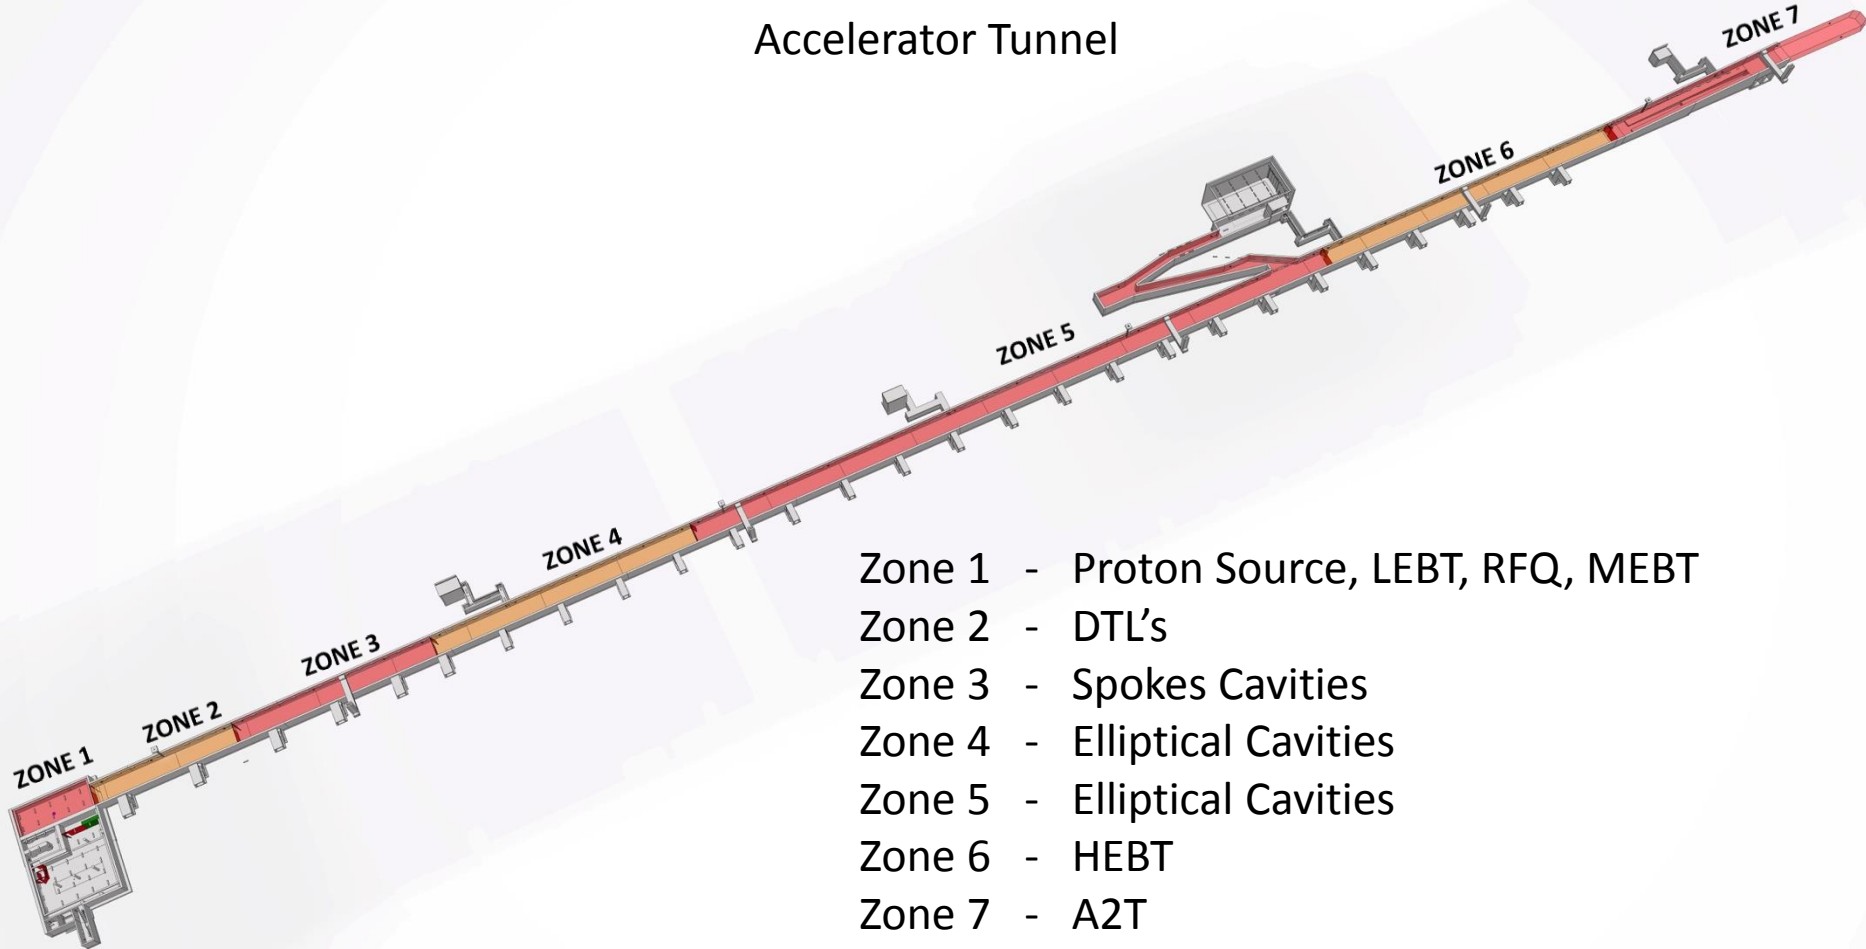 Accelerator Tunnel
ZONE 7
ZONE 6
ZONE 5
ZONE 4
ZONE 3
ZONE 2
ZONE 1
Zone 1 - Proton Source, LEBT, RFQ, MEBT
Zone 2 - DTL’s
Zone 3 - Spokes Cavities
Zone 4 - Elliptical Cavities
Zone 5 - Elliptical Cavities
Zone 6 - HEBT
Zone 7 - A2T